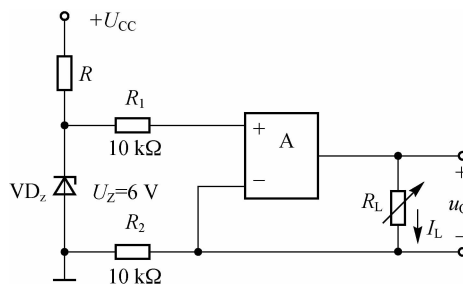 +U_CC
R
R_1
10 kΩ
+
A
−
VD_z
U_Z=6 V
R_2
10 kΩ
R_L
I_L
+
u_O
−